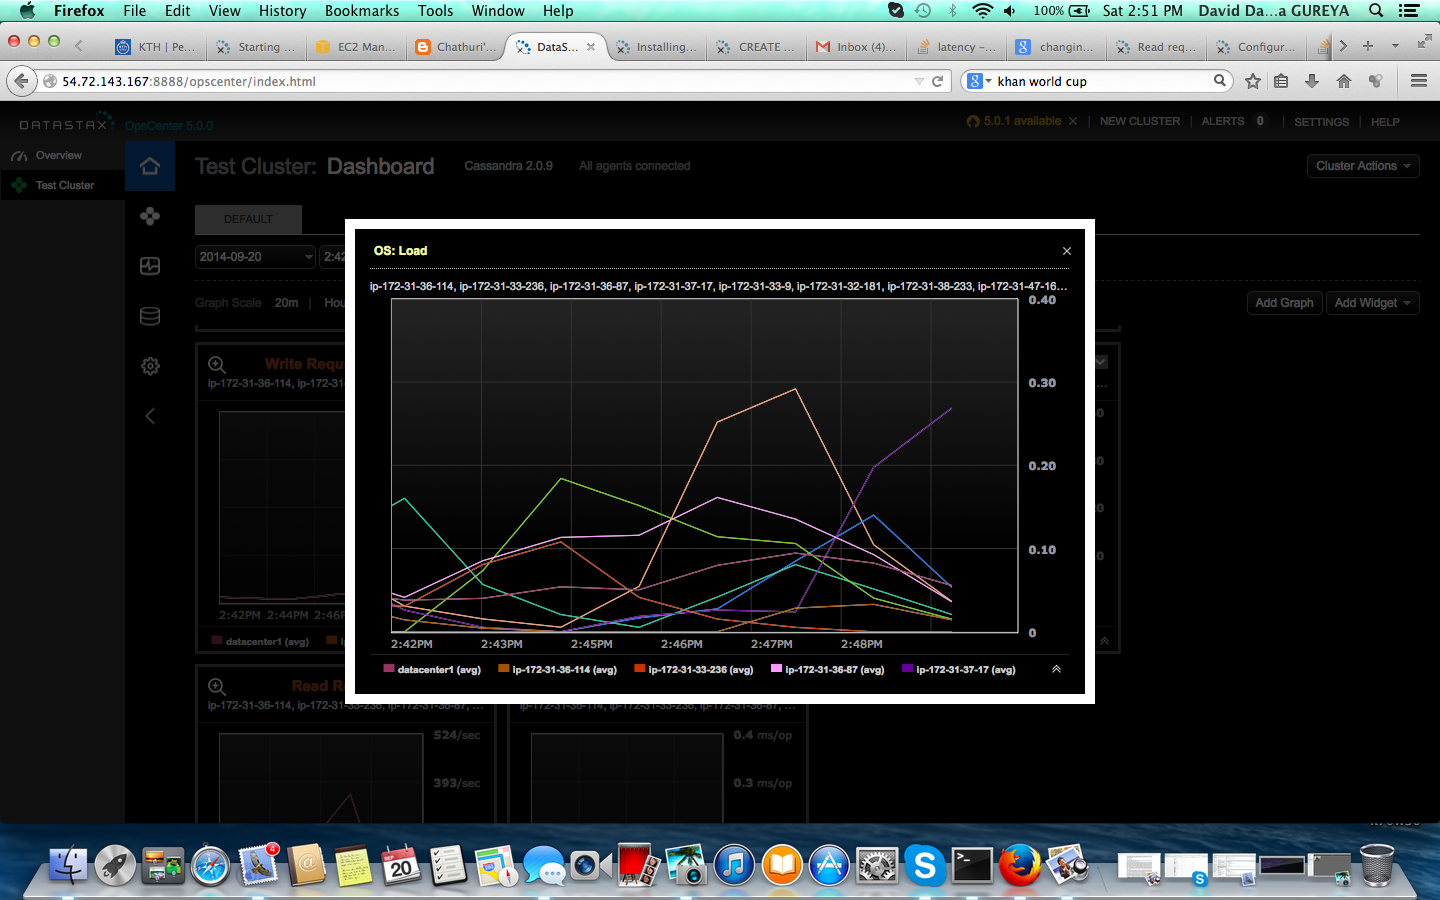 Firefox File Edit View History Bookmarks Tools Window Help 100% Sat 2:51 PM David Da...a GUREYA
KTH | Pe... Starting ... EC2 Man... Chathuri'... DataS... Installing... CREATE ... Inbox (4)... latency -... changin... Read req... Configur...
54.72.143.167:8888/opscenter/index.html khan world cup
DATASTAX OpsCenter 5.0.0 5.0.1 available × | NEW CLUSTER | ALERTS 0 | SETTINGS | HELP
Overview
Test Cluster
Test Cluster: Dashboard Cassandra 2.0.9 All agents connected Cluster Actions
DEFAULT
2014-09-20 2:42
Graph Scale 20m | Hou
Add Graph Add Widget
OS: Load ×
ip-172-31-36-114, ip-172-31-33-236, ip-172-31-36-87, ip-172-31-37-17, ip-172-31-33-9, ip-172-31-32-181, ip-172-31-38-233, ip-172-31-47-16...
0.40
0.30
0.20
0.10
0
2:42PM 2:43PM 2:45PM 2:46PM 2:47PM 2:48PM
datacenter1 (avg) ip-172-31-36-114 (avg) ip-172-31-33-236 (avg) ip-172-31-36-87 (avg) ip-172-31-37-17 (avg)
Write Requ
ip-172-31-36-114, ip-172-31
2:42PM 2:44PM 2:46P
datacenter1 (avg)
Read R
ip-172-31-36-114, ip-172-31-33-236, ip-172-31-36-87, ...
524/sec
393/sec
ip-172-31-36-114, ip-172-31-33-236, ip-172-31-36-87, ...
0.4 ms/op
0.3 ms/op
4
SEP
20